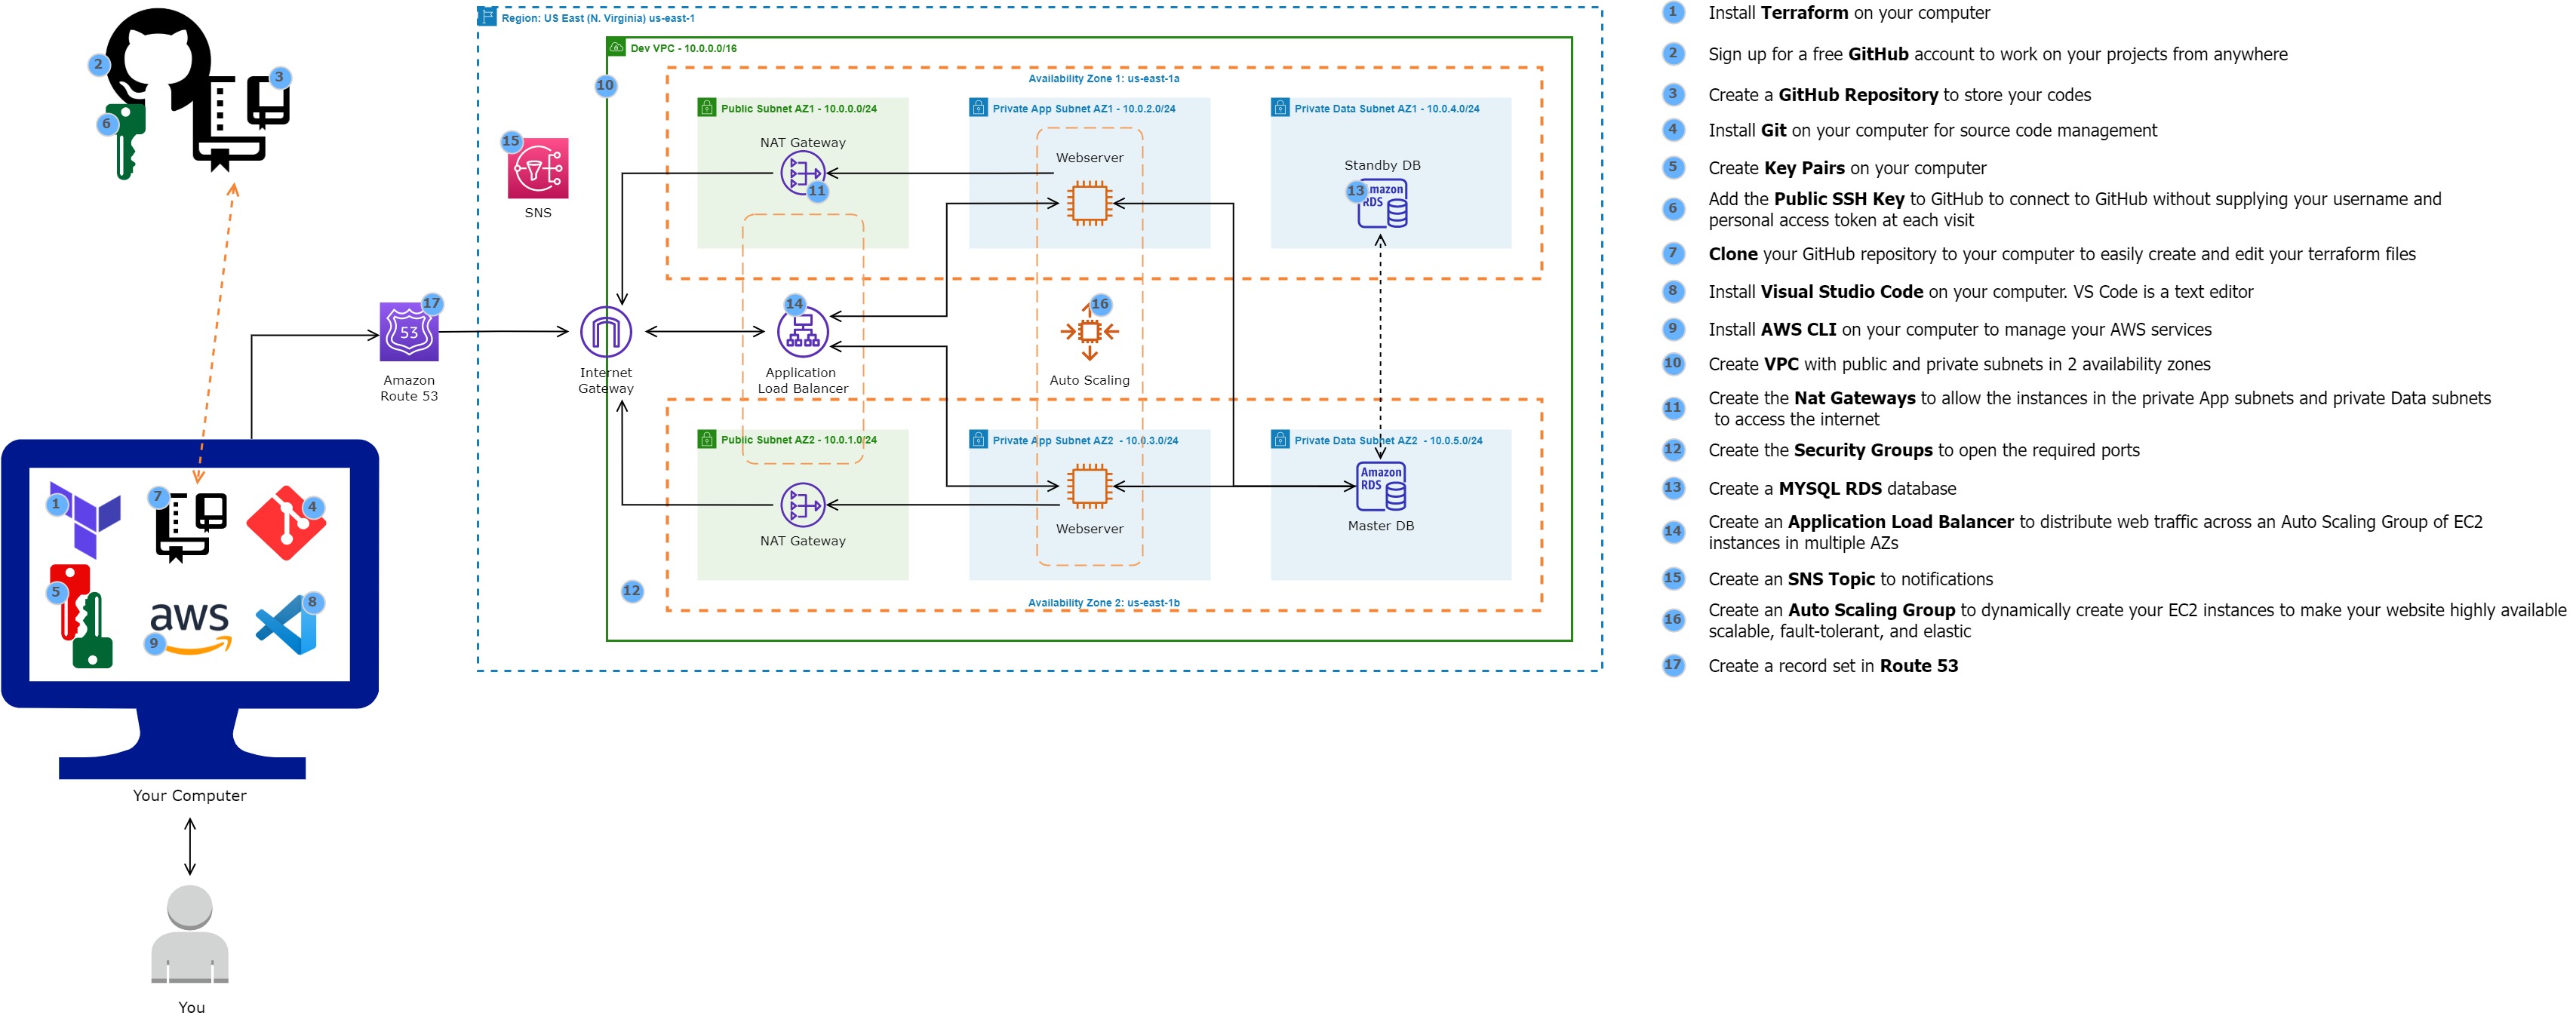 2
3
6
Region: US East (N. Virginia) us-east-1
Dev VPC - 10.0.0.0/16
10
Availability Zone 1: us-east-1a
Public Subnet AZ1 - 10.0.0.0/24
NAT Gateway
11
Private App Subnet AZ1 - 10.0.2.0/24
Webserver
Private Data Subnet AZ1 - 10.0.4.0/24
Standby DB
13
Amazon
RDS
15
SNS
17
53
Amazon
Route 53
Internet
Gateway
14
Application
Load Balancer
16
Auto Scaling
Public Subnet AZ2 - 10.0.1.0/24
NAT Gateway
Private App Subnet AZ2 - 10.0.3.0/24
Webserver
Private Data Subnet AZ2 - 10.0.5.0/24
Amazon
RDS
Master DB
12
Availability Zone 2: us-east-1b
1
7
4
5
aws
9
8
Your Computer
You
1 Install Terraform on your computer
2 Sign up for a free GitHub account to work on your projects from anywhere
3 Create a GitHub Repository to store your codes
4 Install Git on your computer for source code management
5 Create Key Pairs on your computer
6 Add the Public SSH Key to GitHub to connect to GitHub without supplying your username and
personal access token at each visit
7 Clone your GitHub repository to your computer to easily create and edit your terraform files
8 Install Visual Studio Code on your computer. VS Code is a text editor
9 Install AWS CLI on your computer to manage your AWS services
10 Create VPC with public and private subnets in 2 availability zones
11 Create the Nat Gateways to allow the instances in the private App subnets and private Data subnets
to access the internet
12 Create the Security Groups to open the required ports
13 Create a MYSQL RDS database
14 Create an Application Load Balancer to distribute web traffic across an Auto Scaling Group of EC2
instances in multiple AZs
15 Create an SNS Topic to notifications
16 Create an Auto Scaling Group to dynamically create your EC2 instances to make your website highly available
scalable, fault-tolerant, and elastic
17 Create a record set in Route 53